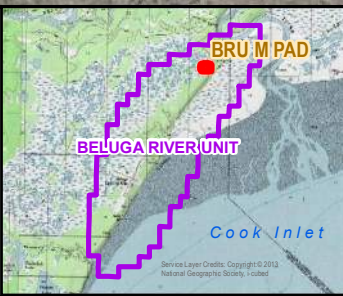 BRU M PAD
BELUGA RIVER UNIT
Cook Inlet
Service Layer Credits: Copyright:© 2013
National Geographic Society, i-cubed